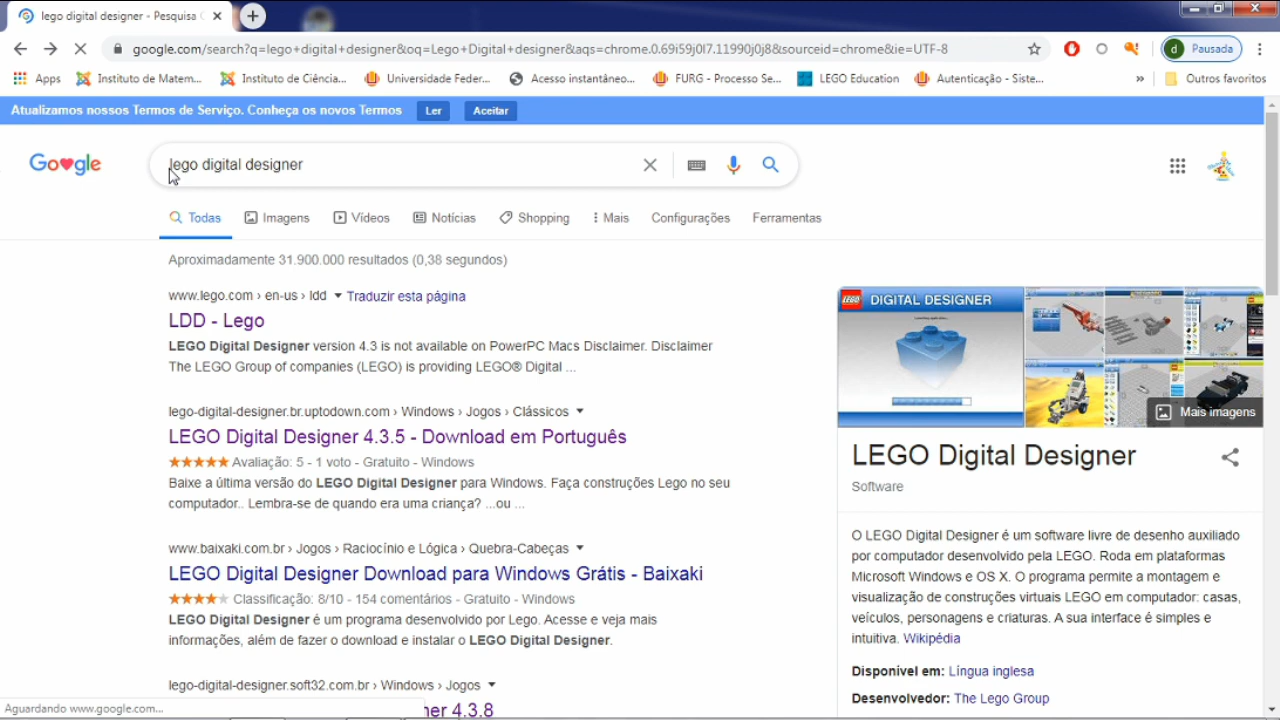 lego digital designer - Pesquisa
google.com/search?q=lego+digital+designer&oq=Lego+Digital+designer&aqs=chrome.0.69i59j0l7.11990j0j8&sourceid=chrome&ie=UTF-8
d Pausada
Apps Instituto de Matem... Instituto de Ciência... Universidade Feder... Acesso instantâneo... FURG - Processo Se... LEGO Education Autenticação - Siste... » Outros favoritos
Atualizamos nossos Termos de Serviço. Conheça os novos Termos Ler Aceitar
lego digital designer
Todas Imagens Vídeos Notícias Shopping Mais Configurações Ferramentas
Aproximadamente 31.900.000 resultados (0,38 segundos)
www.lego.com › en-us › ldd Traduzir esta página
LDD - Lego
LEGO Digital Designer version 4.3 is not available on PowerPC Macs Disclaimer. Disclaimer
The LEGO Group of companies (LEGO) is providing LEGO® Digital ...
lego-digital-designer.br.uptodown.com › Windows › Jogos › Clássicos
LEGO Digital Designer 4.3.5 - Download em Português
Avaliação: 5 - 1 voto - Gratuito - Windows
Baixe a última versão do LEGO Digital Designer para Windows. Faça construções Lego no seu
computador.. Lembra-se de quando era uma criança? ...ou ...
www.baixaki.com.br › Jogos › Raciocínio e Lógica › Quebra-Cabeças
LEGO Digital Designer Download para Windows Grátis - Baixaki
Classificação: 8/10 - 154 comentários - Gratuito - Windows
LEGO Digital Designer é um programa desenvolvido por Lego. Acesse e veja mais
informações, além de fazer o download e instalar o LEGO Digital Designer.
lego-digital-designer.soft32.com.br › Windows › Jogos
ner 4.3.8
Aguardando www.google.com...
LEGO DIGITAL DESIGNER
Mais imagens
LEGO Digital Designer
Software
O LEGO Digital Designer é um software livre de desenho auxiliado
por computador desenvolvido pela LEGO. Roda em plataformas
Microsoft Windows e OS X. O programa permite a montagem e
visualização de construções virtuais LEGO em computador: casas,
veículos, personagens e criaturas. A sua interface é simples e
intuitiva. Wikipédia
Disponível em: Língua inglesa
Desenvolvedor: The Lego Group